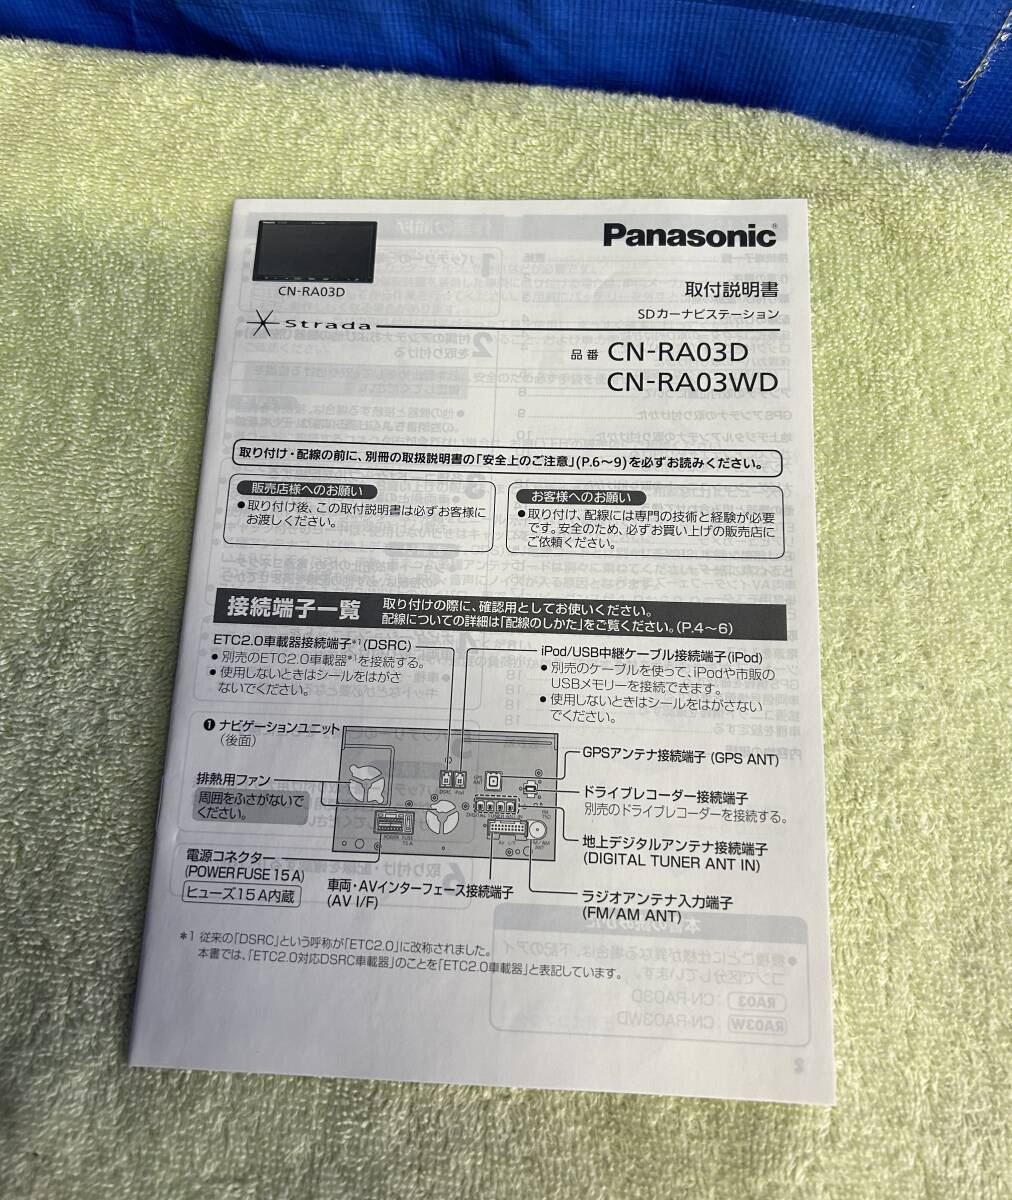 Panasonic
CN-RA03D
取付説明書
SDカーナビステーション
Strada
品番 CN-RA03D
CN-RA03WD
取り付け・配線の前に、別冊の取扱説明書の「安全上のご注意」(P.6〜9)を必ずお読みください。
販売店様へのお願い
●取り付け後、この取付説明書は必ずお客様に
お渡しください。
お客様へのお願い
●取り付け、配線には専門の技術と経験が必要
です。安全のため、必ずお買い上げの販売店に
ご依頼ください。
接続端子一覧
取り付けの際に、確認用としてお使いください。
配線についての詳細は「配線のしかた」をご覧ください。(P.4〜6)
ETC2.0車載器接続端子*1(DSRC)
●別売のETC2.0車載器*1を接続する。
●使用しないときはシールをはがさ
ないでください。
iPod/USB中継ケーブル接続端子(iPod)
●別売のケーブルを使って、iPodや市販の
USBメモリーを接続できます。
●使用しないときはシールをはがさない
でください。
❶ナビゲーションユニット
(後面)
排熱用ファン
周囲をふさがないで
ください。
GPSアンテナ接続端子 (GPS ANT)
ドライブレコーダー接続端子
別売のドライブレコーダーを接続する。
地上デジタルアンテナ接続端子
(DIGITAL TUNER ANT IN)
電源コネクター
(POWER FUSE 15A)
ヒューズ15A内蔵
車両・AVインターフェース接続端子
(AV I/F)
ラジオアンテナ入力端子
(FM/AM ANT)
*1 従来の「DSRC」という呼称が「ETC2.0」に改称されました。
本書では、「ETC2.0対応DSRC車載器」のことを「ETC2.0車載器」と表記しています。